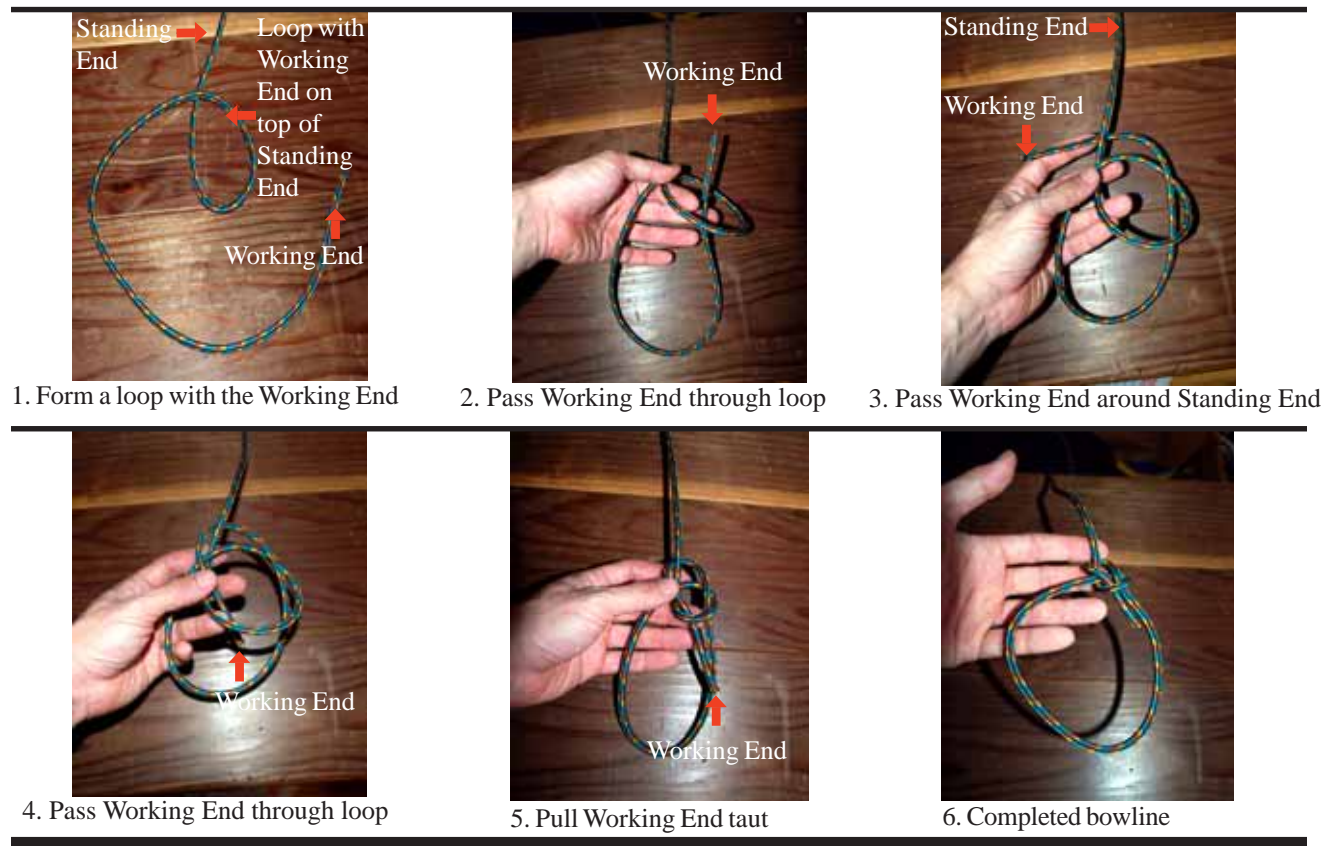 Standing
End
Loop with
Working
End on
top of
Standing
End
Working End
Working End
Standing End
Working End
1. Form a loop with the Working End
2. Pass Working End through loop
3. Pass Working End around Standing End
Working End
Working End
4. Pass Working End through loop
5. Pull Working End taut
6. Completed bowline